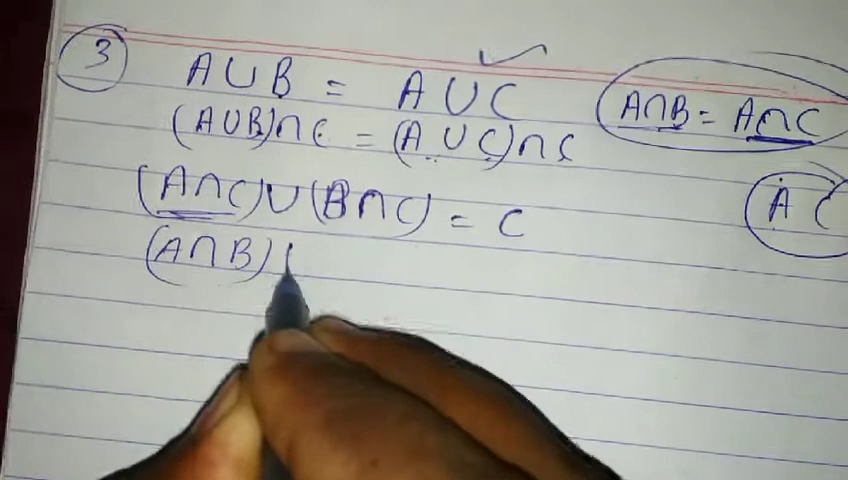 3
A∪B = A∪C
A∩B = A∩C
(A∪B)∩C = (A∪C)∩C
(A∩C)∪(B∩C) = C
A C
(A∩B)